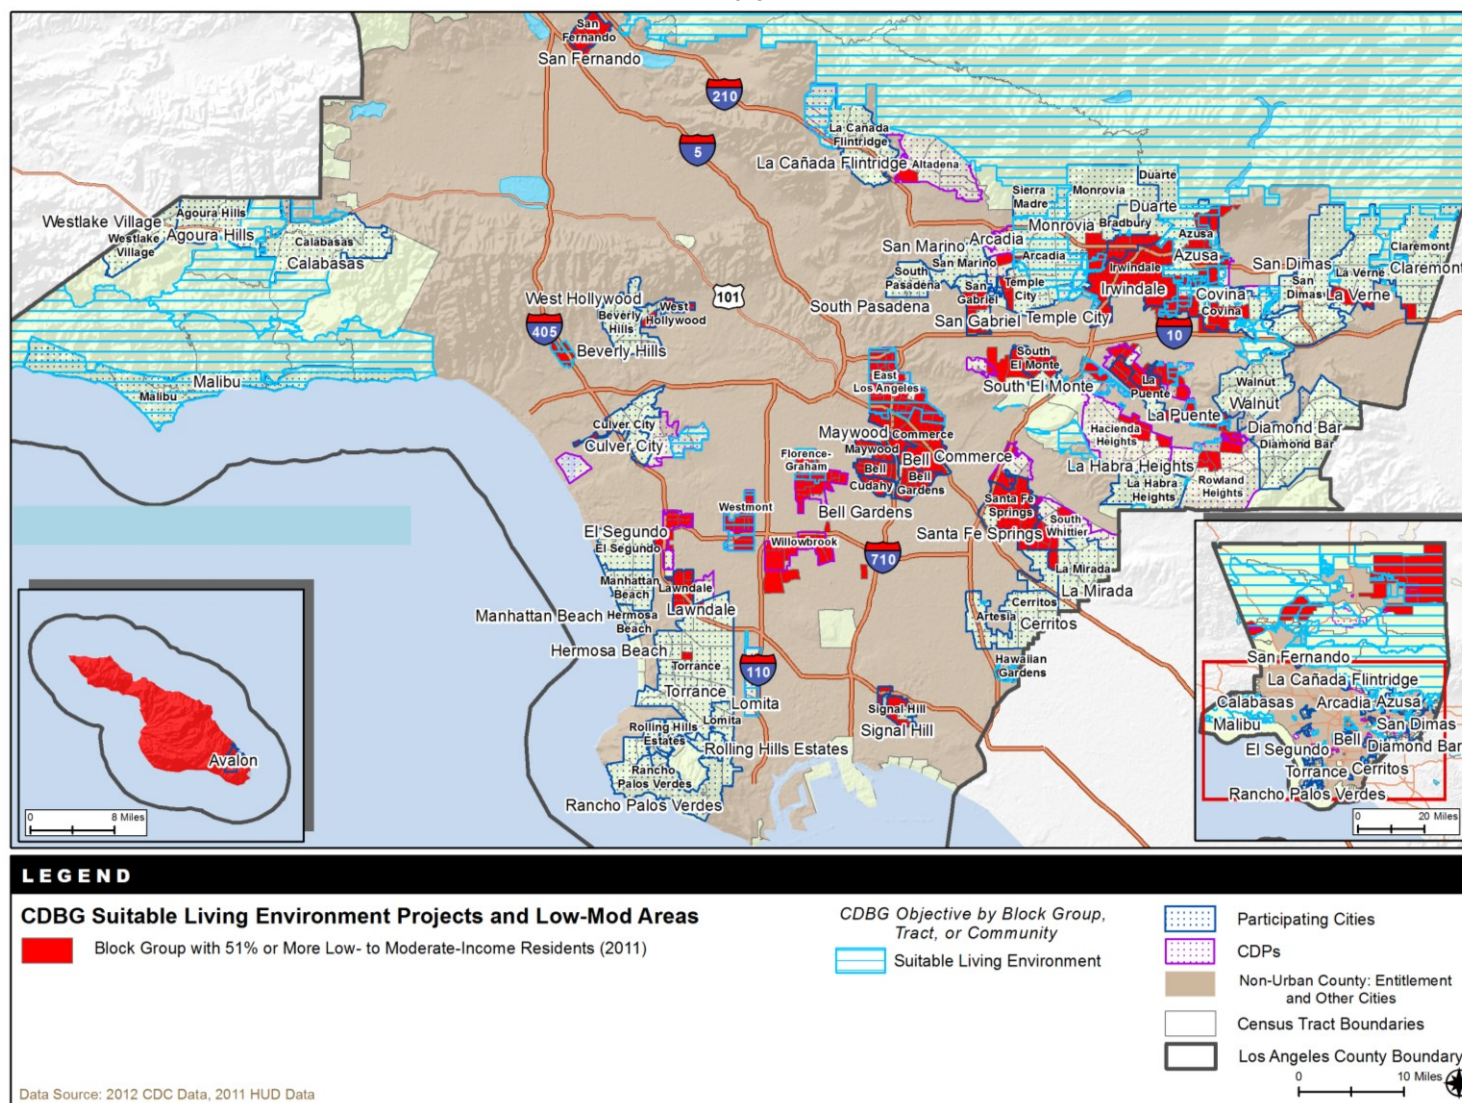 San
Fernando
San Fernando
210
5
La Cañada
Flintridge
La Cañada Flintridge
Altadena
Duarte
Sierra
Madre
Monrovia
Duarte
Monrovia
Bradbury
Azusa
Azusa
Westlake Village
Agoura Hills
Westlake
Village
Agoura Hills
Calabasas
Calabasas
San Marino
Arcadia
San Marino
Arcadia
South
Pasadena
South Pasadena
San
Gabriel
San Gabriel
Temple
City
Temple City
Irwindale
Irwindale
Covina
Covina
San Dimas
San
Dimas
La Verne
La Verne
Claremont
Claremont
101
West Hollywood
West
Hollywood
Beverly
Hills
Beverly Hills
405
10
Malibu
Malibu
East
Los Angeles
South
El Monte
South El Monte
La
Puente
La Puente
Walnut
Walnut
Diamond Bar
Diamond Bar
Culver City
Culver City
Maywood
Commerce
Maywood
Bell
Commerce
Bell
Cudahy
Bell
Gardens
Bell Gardens
Florence-
Graham
Hacienda
Heights
La Habra Heights
La Habra
Heights
Rowland
Heights
Westmont
Willowbrook
Santa Fe
Springs
Santa Fe Springs
South
Whittier
La Mirada
La Mirada
710
El Segundo
El Segundo
Manhattan
Beach
Manhattan Beach
Hermosa
Beach
Hermosa Beach
Lawndale
Lawndale
Cerritos
Artesia
Cerritos
Hawaiian
Gardens
Torrance
Torrance
110
Lomita
Lomita
Rolling Hills
Estates
Rolling Hills Estates
Rancho
Palos Verdes
Rancho Palos Verdes
Signal Hill
Signal Hill
Avalon
0 8 Miles
San Fernando
La Cañada Flintridge
Calabasas
Arcadia
Azusa
Malibu
San Dimas
Bell
El Segundo
Diamond Bar
Torrance
Cerritos
Rancho Palos Verdes
0 20 Miles
LEGEND
CDBG Suitable Living Environment Projects and Low-Mod Areas
Block Group with 51% or More Low- to Moderate-Income Residents (2011)
CDBG Objective by Block Group,
Tract, or Community
Suitable Living Environment
Participating Cities
CDPs
Non-Urban County: Entitlement
and Other Cities
Census Tract Boundaries
Los Angeles County Boundary
0 10 Miles
Data Source: 2012 CDC Data, 2011 HUD Data